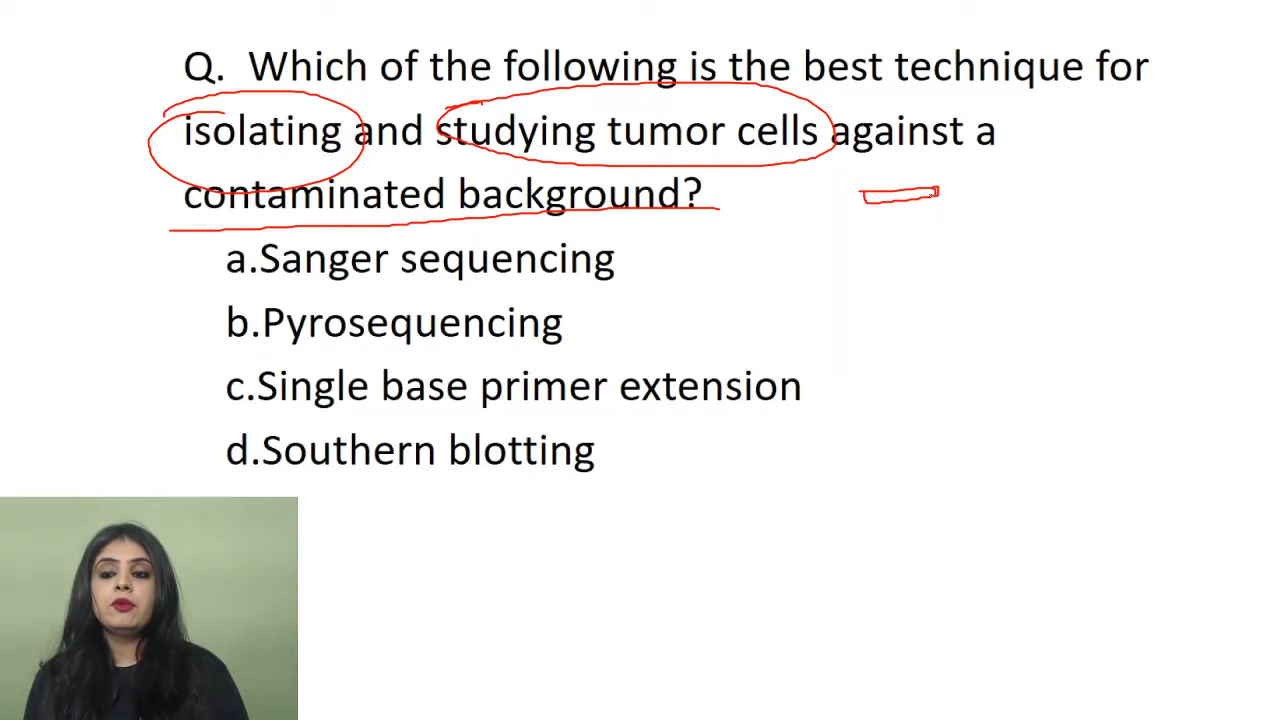 Q. Which of the following is the best technique for
isolating and studying tumor cells against a
contaminated background?
a.Sanger sequencing
b.Pyrosequencing
c.Single base primer extension
d.Southern blotting